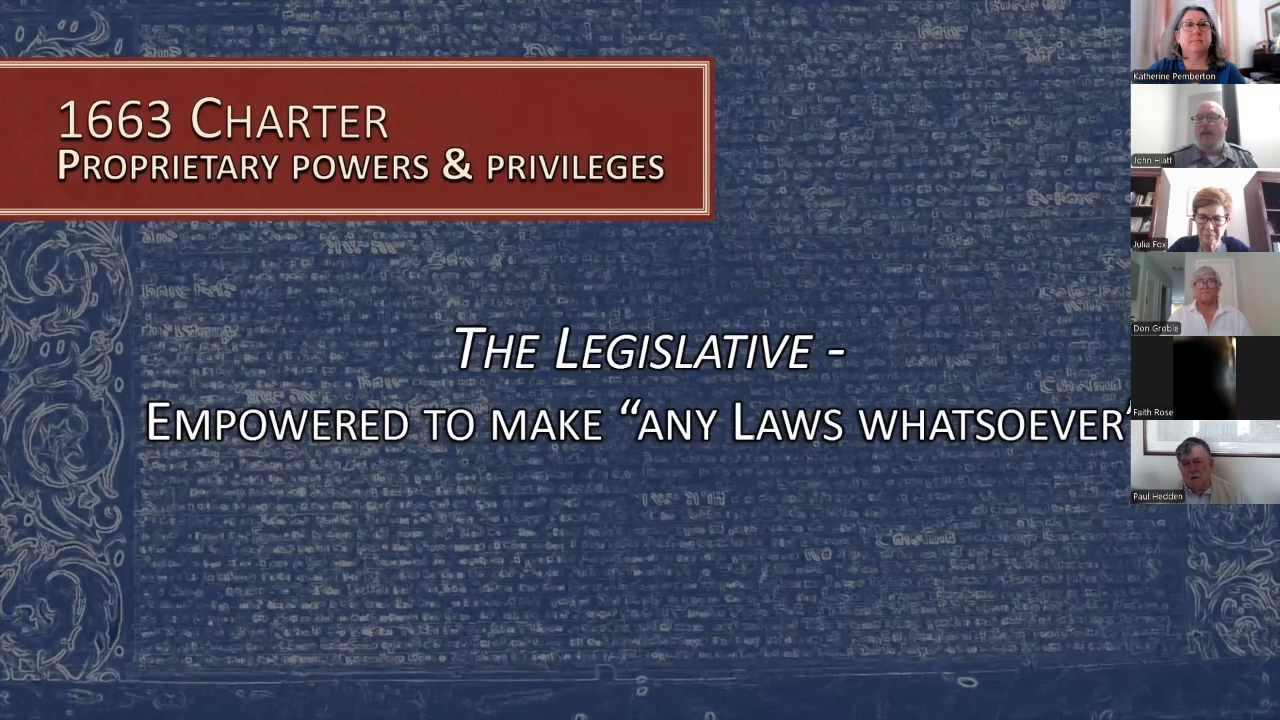 1663 Charter
Proprietary powers & privileges
The Legislative -
Empowered to make “any Laws whatsoever”
Katherine Pemberton
John Hiatt
Julia Fox
Don Groble
Faith Rose
Paul Hedden